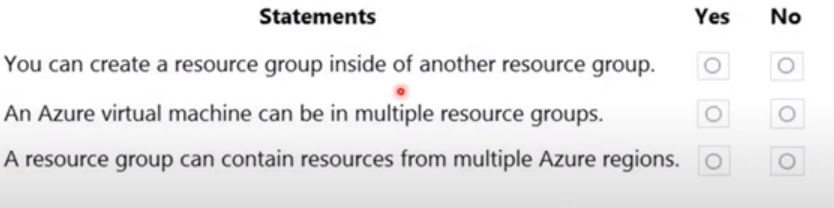 Statements Yes No
You can create a resource group inside of another resource group.
An Azure virtual machine can be in multiple resource groups.
A resource group can contain resources from multiple Azure regions.